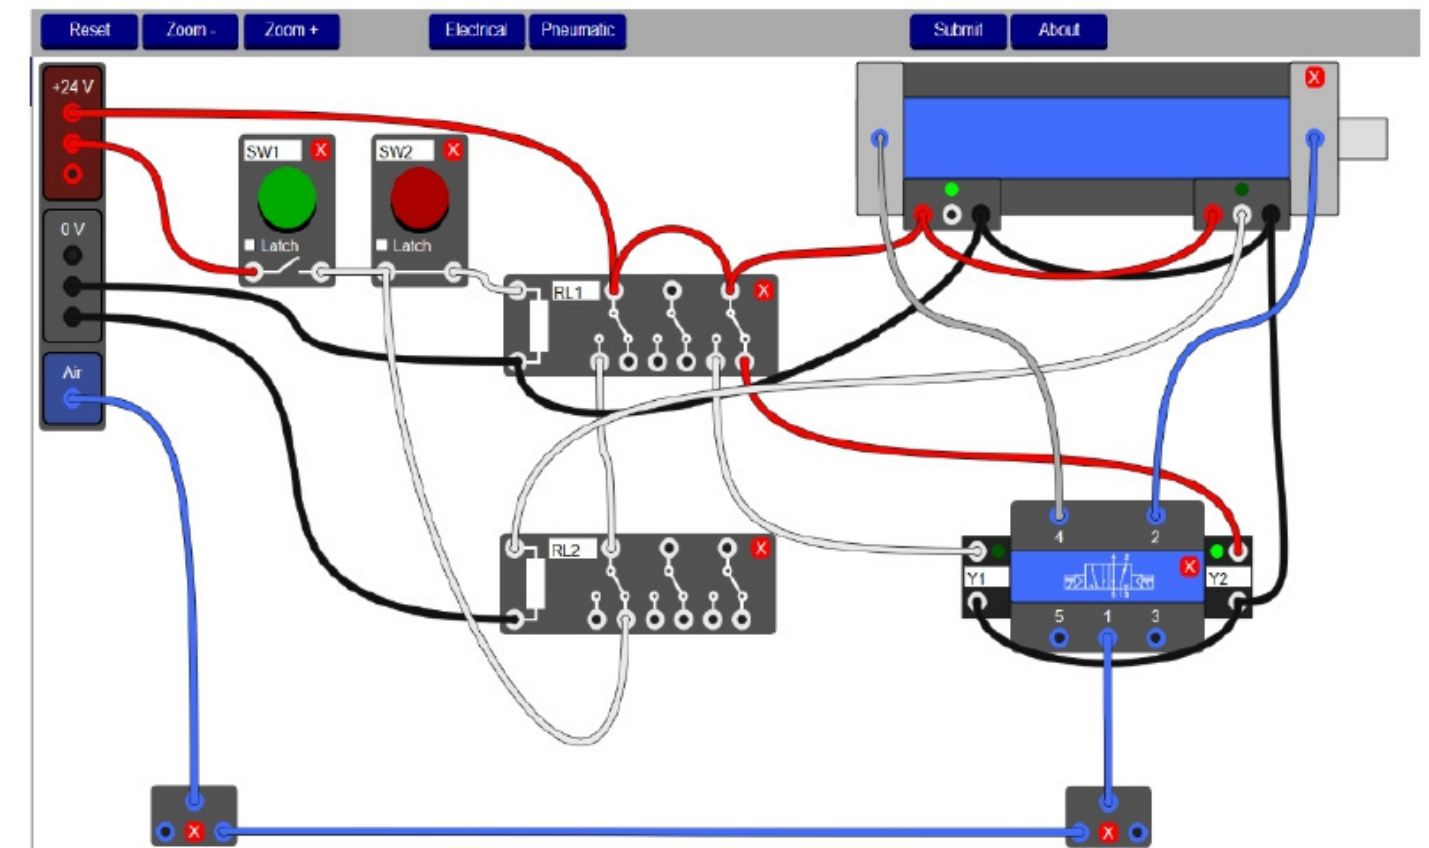 Reset Zoom - Zoom + Electrical Pneumatic Submit About
+24 V
X
SW1 X SW2 X
0 V
Latch Latch
RL1 X
Air
4 2
RL2 X
X
Y1 Y2
5 1 3
X X